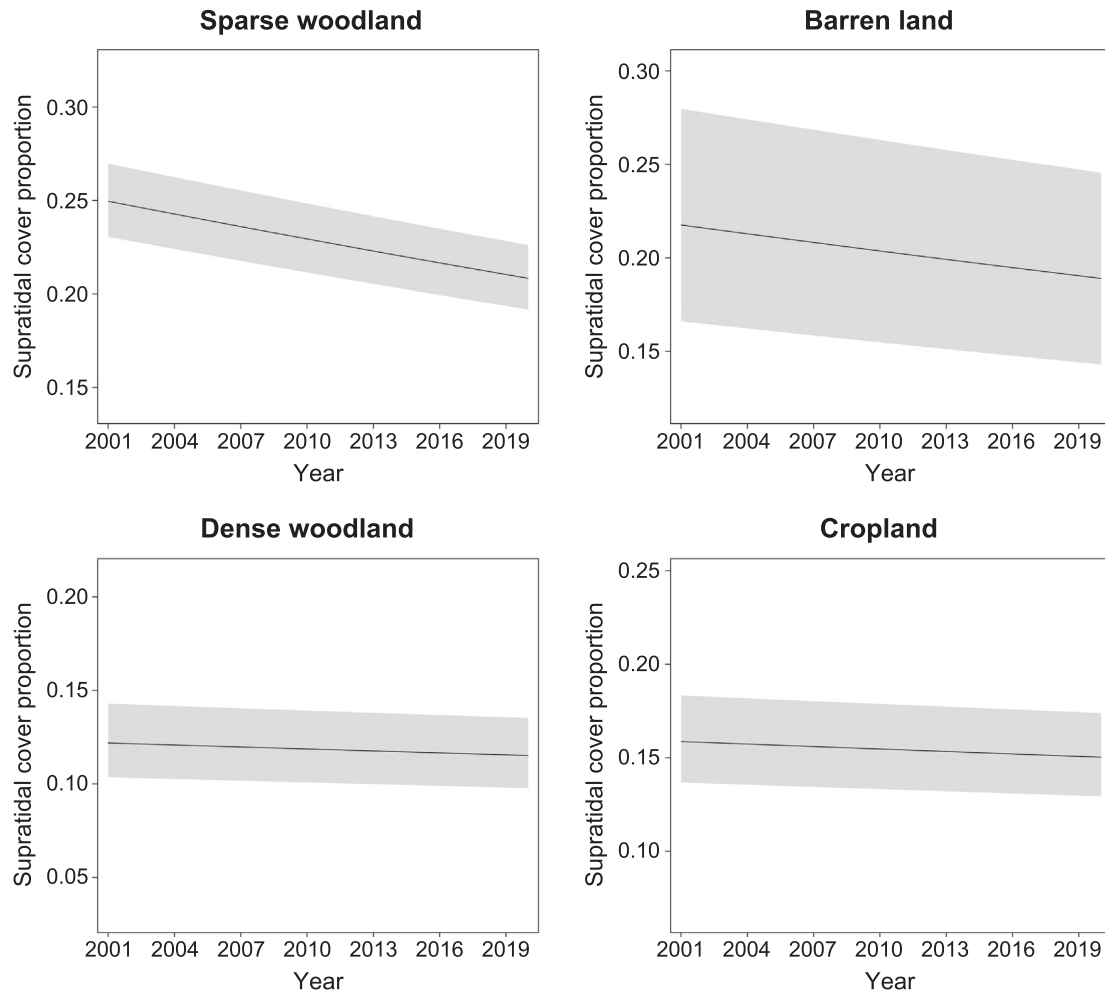 Sparse woodland
Supratidal cover proportion
0.30
0.25
0.20
0.15
2001 2004 2007 2010 2013 2016 2019
Year
Barren land
Supratidal cover proportion
0.30
0.25
0.20
0.15
2001 2004 2007 2010 2013 2016 2019
Year
Dense woodland
Supratidal cover proportion
0.20
0.15
0.10
0.05
2001 2004 2007 2010 2013 2016 2019
Year
Cropland
Supratidal cover proportion
0.25
0.20
0.15
0.10
2001 2004 2007 2010 2013 2016 2019
Year